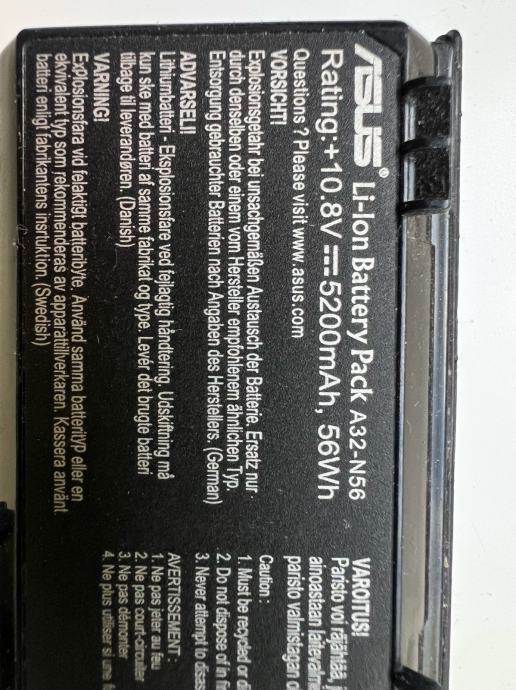 ASUS® Li-Ion Battery Pack A32-N56
Rating:+10.8V⎓5200mAh, 56Wh
Questions ? Please visit www.asus.com
VORSICHT!
Explosionsgefahr bei unsachgemäßen Austausch der Batterie. Ersatz nur
durch denselben oder einem vom Hersteller empfohlenem ähnlichen Typ.
Entsorgung gebrauchter Batterien nach Angaben des Herstellers. (German)
ADVARSEL!!
Lithiumbatteri - Eksplosionsfare ved fejlegtig håndtering. Udskiftning må
kun ske med batteri af samme fabrikat og type. Levér det brugte batteri
tilbage til leverandøren. (Danish)
VARNING!
Explosionsfara vid felaktigt batteribyte. Använd samma batterityp eller en
ekvivalent typ som rekommenderas av apparattillverkaren. Kassera använt
batteri enligt fabrikantens insrtuktion. (Swedish)
VAROITUS!
Paristo voi räjähtää,
ainoastaan laitevalm
paristo valmistagan o
Caution :
1. Must be recycled or d
2. Do not dispose of in fi
3. Never attempt to disas
AVERTISSEMENT :
1. Ne pas jeter au feu.
2. Ne pas court-circuiter
3. Ne pas démonter
4. Ne plus utiliser si une f